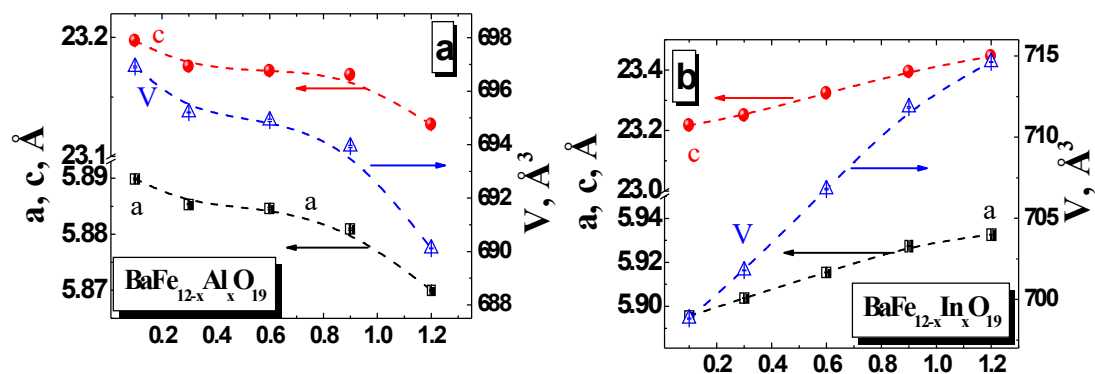 a
c
V
a
a
23.2
23.1
5.89
5.88
5.87
a, c, Å
698
696
694
692
690
688
V, Å³
BaFe₁₂₋ₓAlₓO₁₉
0.2 0.4 0.6 0.8 1.0 1.2
b
c
V
a
23.4
23.2
23.0
5.94
5.92
5.90
a, c, Å
715
710
705
700
V, Å³
BaFe₁₂₋ₓInₓO₁₉
0.2 0.4 0.6 0.8 1.0 1.2